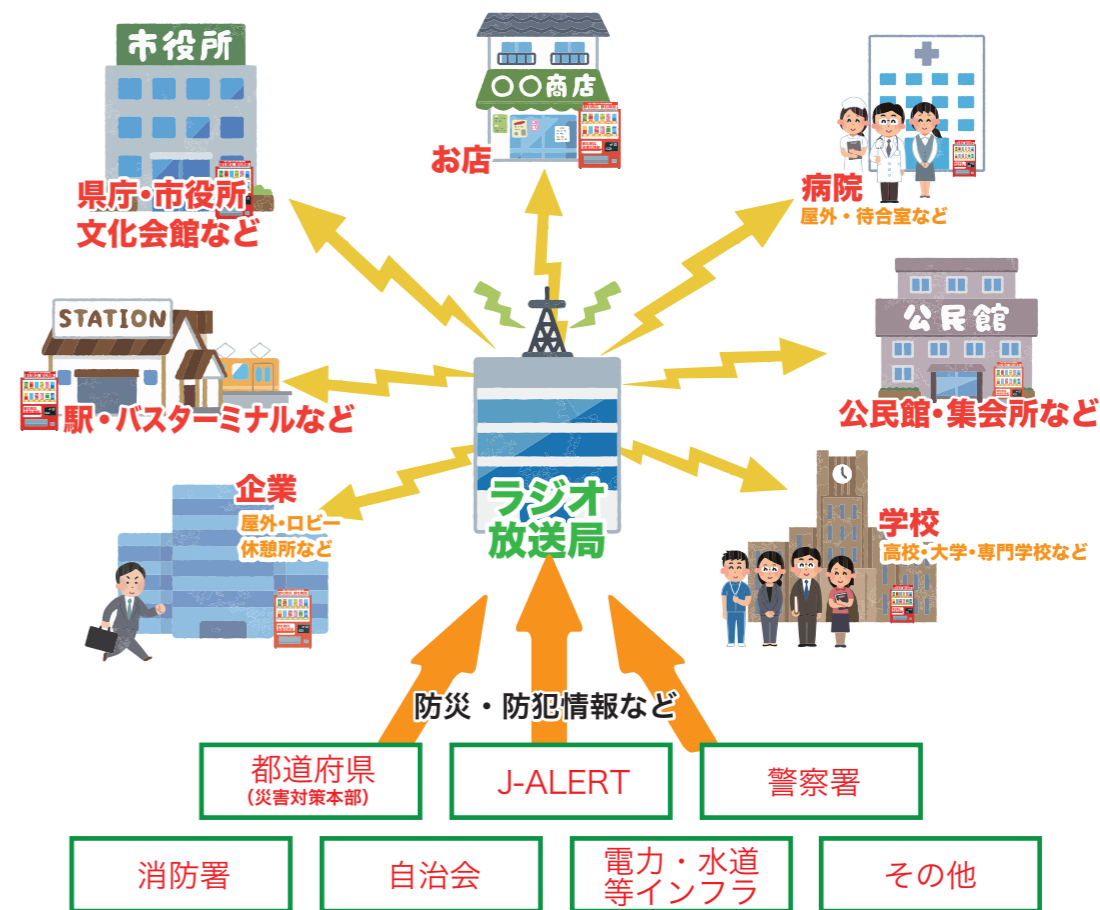 市役所
県庁・市役所
文化会館など
〇〇商店
お店
病院
屋外・待合室など
STATION
駅・バスターミナルなど
公民館
公民館・集会所など
企業
屋外・ロビー
休憩所など
ラジオ
放送局
学校
高校・大学・専門学校など
防災・防犯情報など
都道府県
(災害対策本部)
J-ALERT
警察署
消防署
自治会
電力・水道
等インフラ
その他